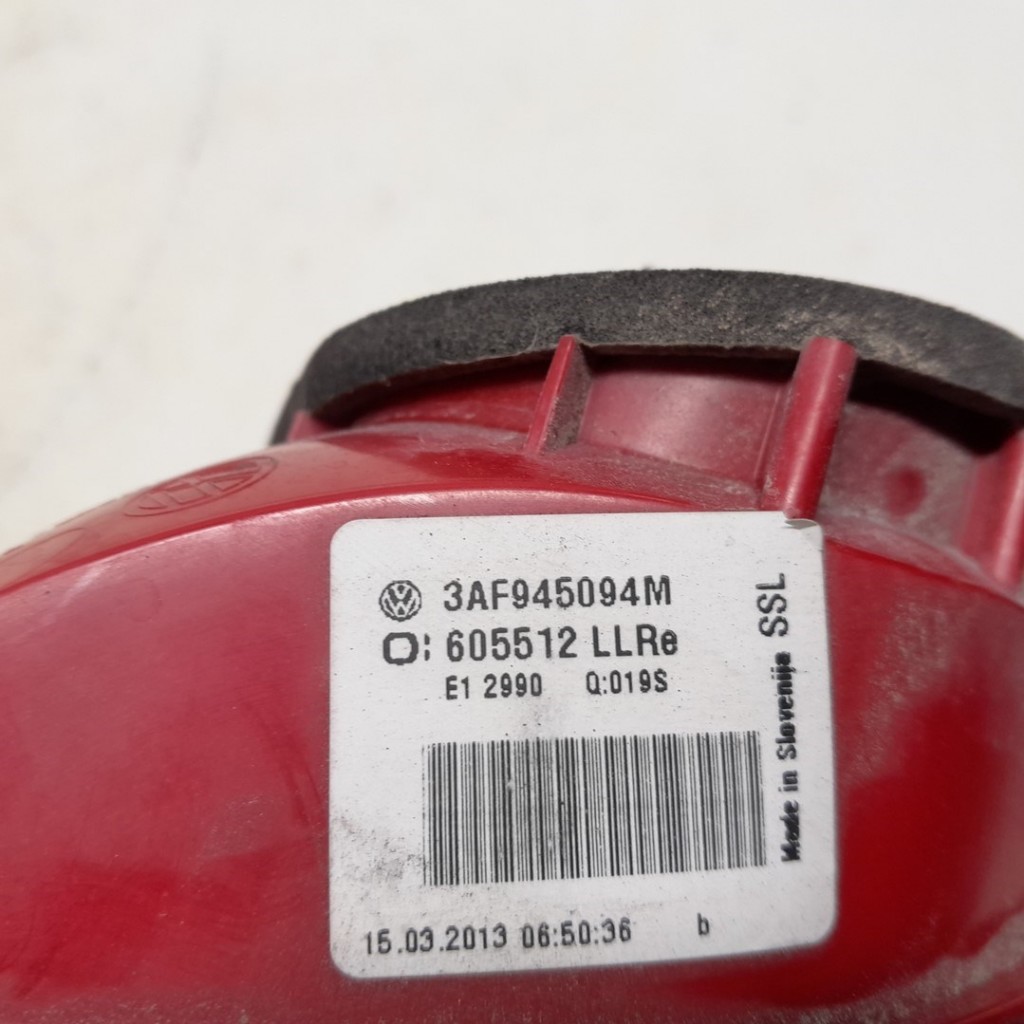 3AF945094M
O: 605512 LLRe
E1 2990 Q:019S
Made in Slovenija SSL
15.03.2013 06:50:36 b